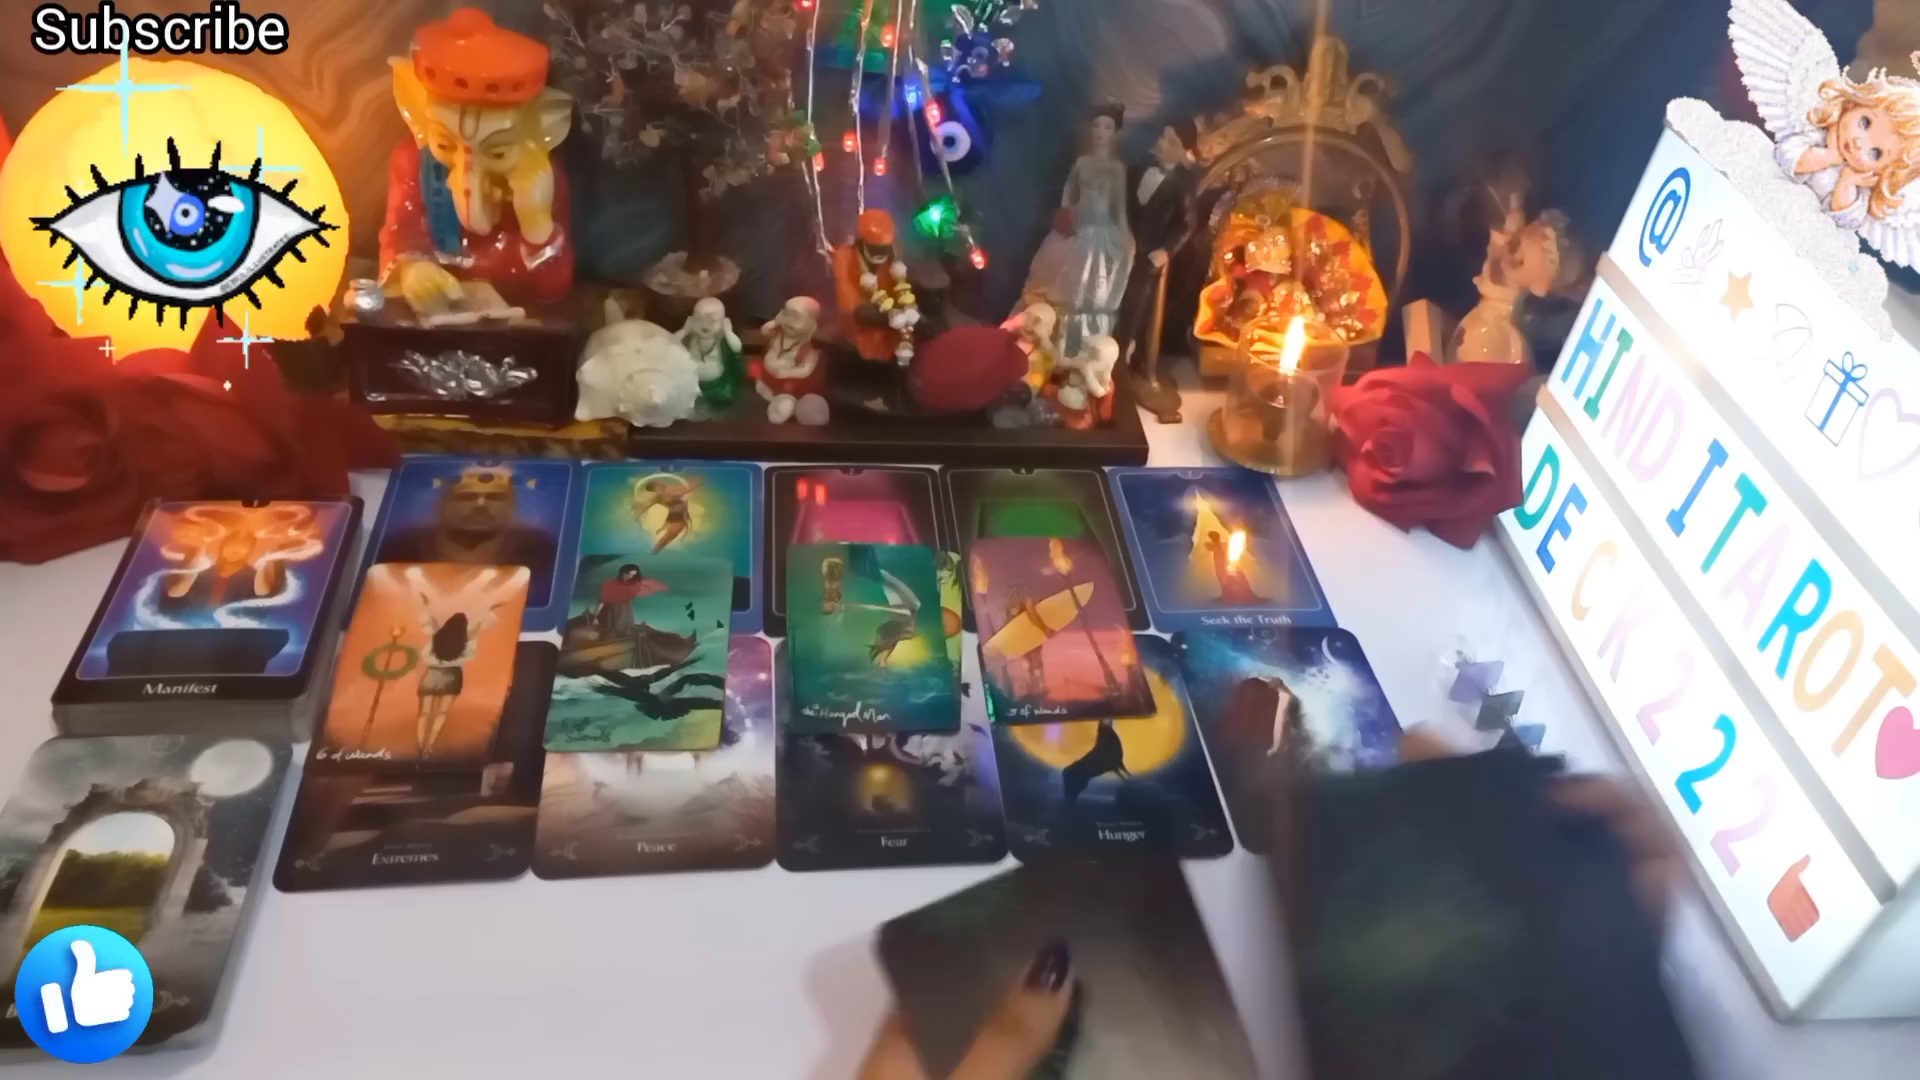 Subscribe
@
HINDI TAROT
DECK 222
Seek the Truth
Manifest
6 of wands
Swords
the Hanged Man
3 of wands
Extremes
Peace
Fear
Hunger